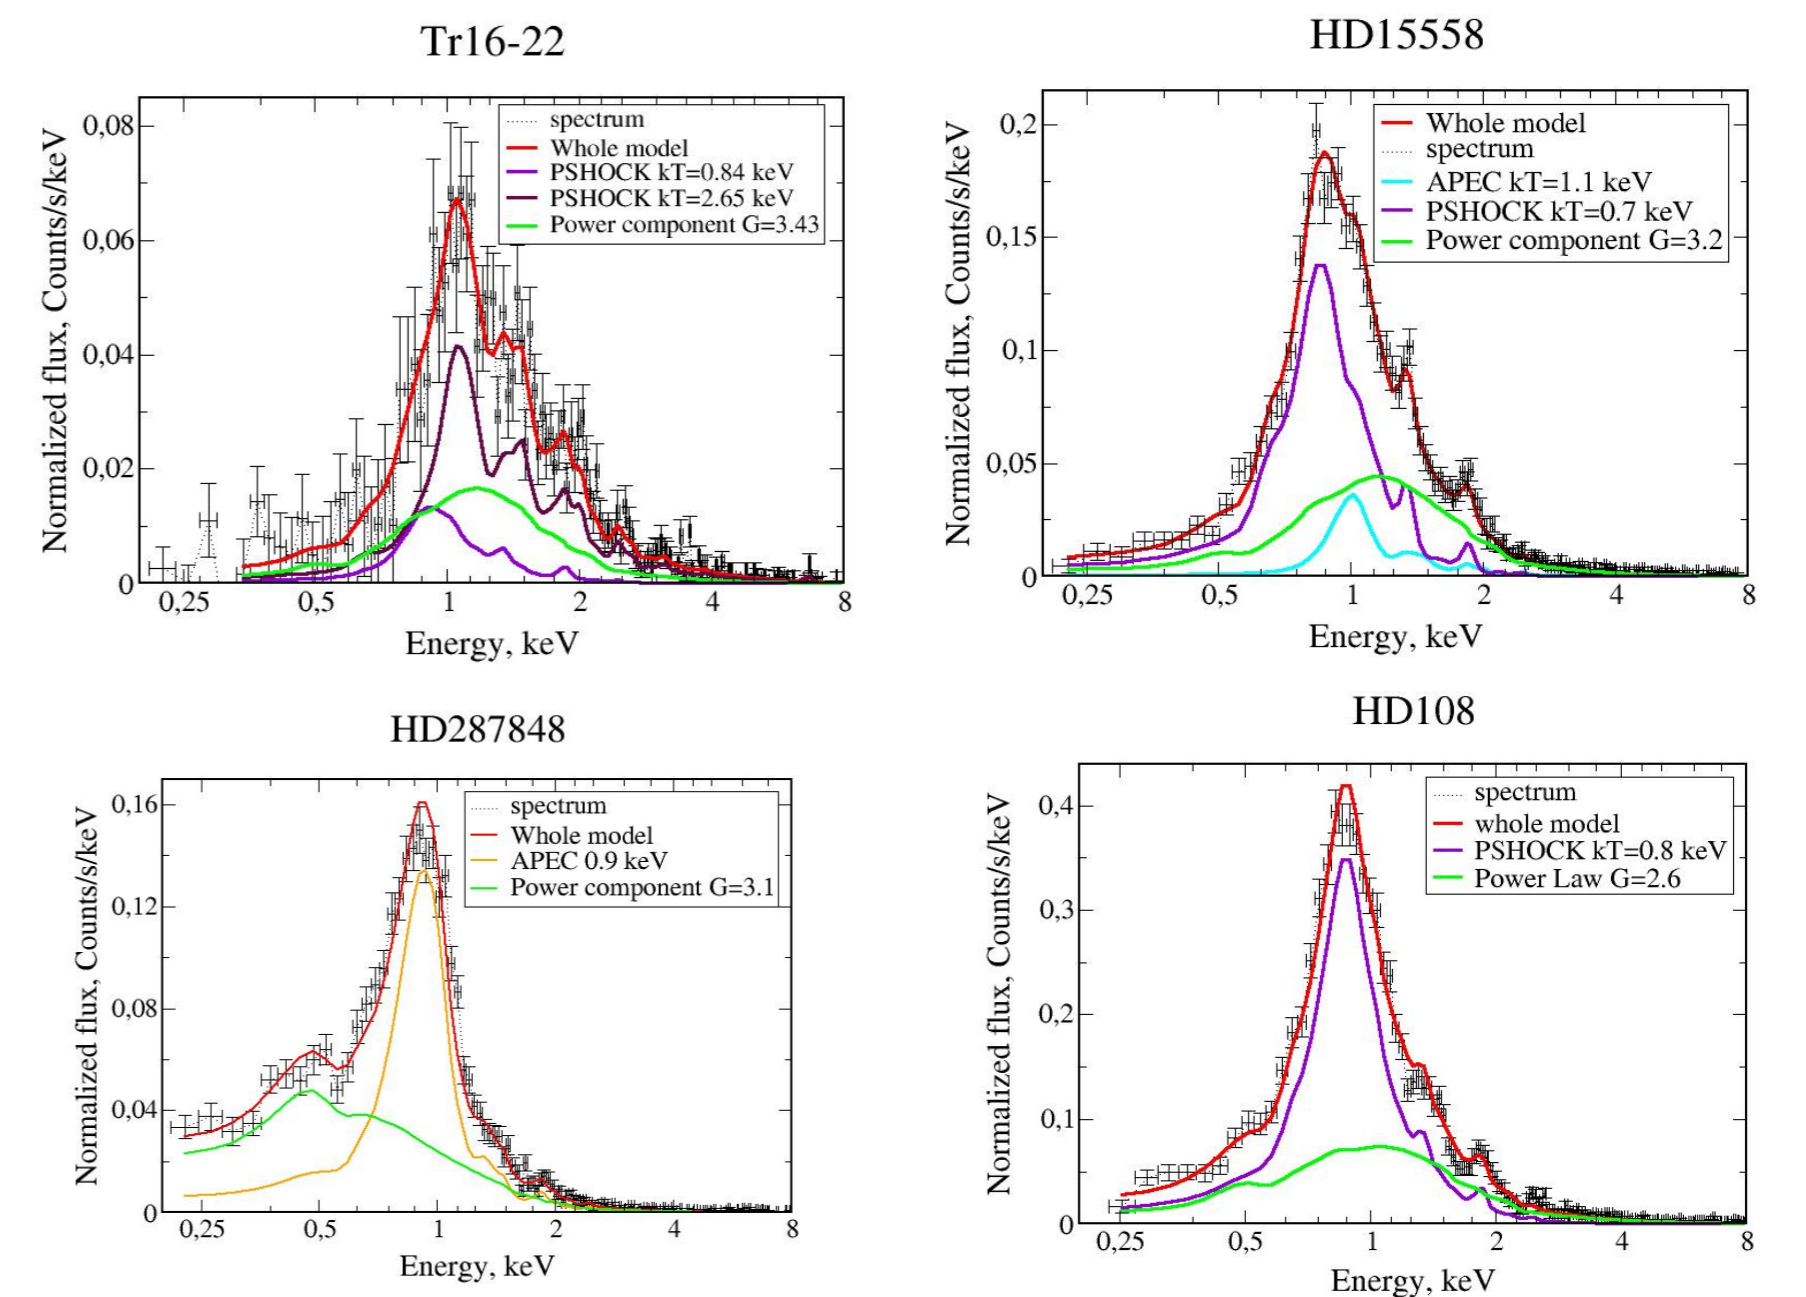 Tr16-22
Normalized flux, Counts/s/keV
0,08
0,06
0,04
0,02
0
spectrum
Whole model
PSHOCK kT=0.84 keV
PSHOCK kT=2.65 keV
Power component G=3.43
0,25 0,5 1 2 4 8
Energy, keV
HD15558
Normalized flux, Counts/s/keV
0,2
0,15
0,1
0,05
0
Whole model
spectrum
APEC kT=1.1 keV
PSHOCK kT=0.7 keV
Power component G=3.2
0,25 0,5 1 2 4 8
Energy, keV
HD287848
Normalized flux, Counts/s/keV
0,16
0,12
0,08
0,04
0
spectrum
Whole model
APEC 0.9 keV
Power component G=3.1
0,25 0,5 1 2 4 8
Energy, keV
HD108
Normalized flux, Counts/s/keV
0,4
0,3
0,2
0,1
0
spectrum
whole model
PSHOCK kT=0.8 keV
Power Law G=2.6
0,25 0,5 1 2 4 8
Energy, keV